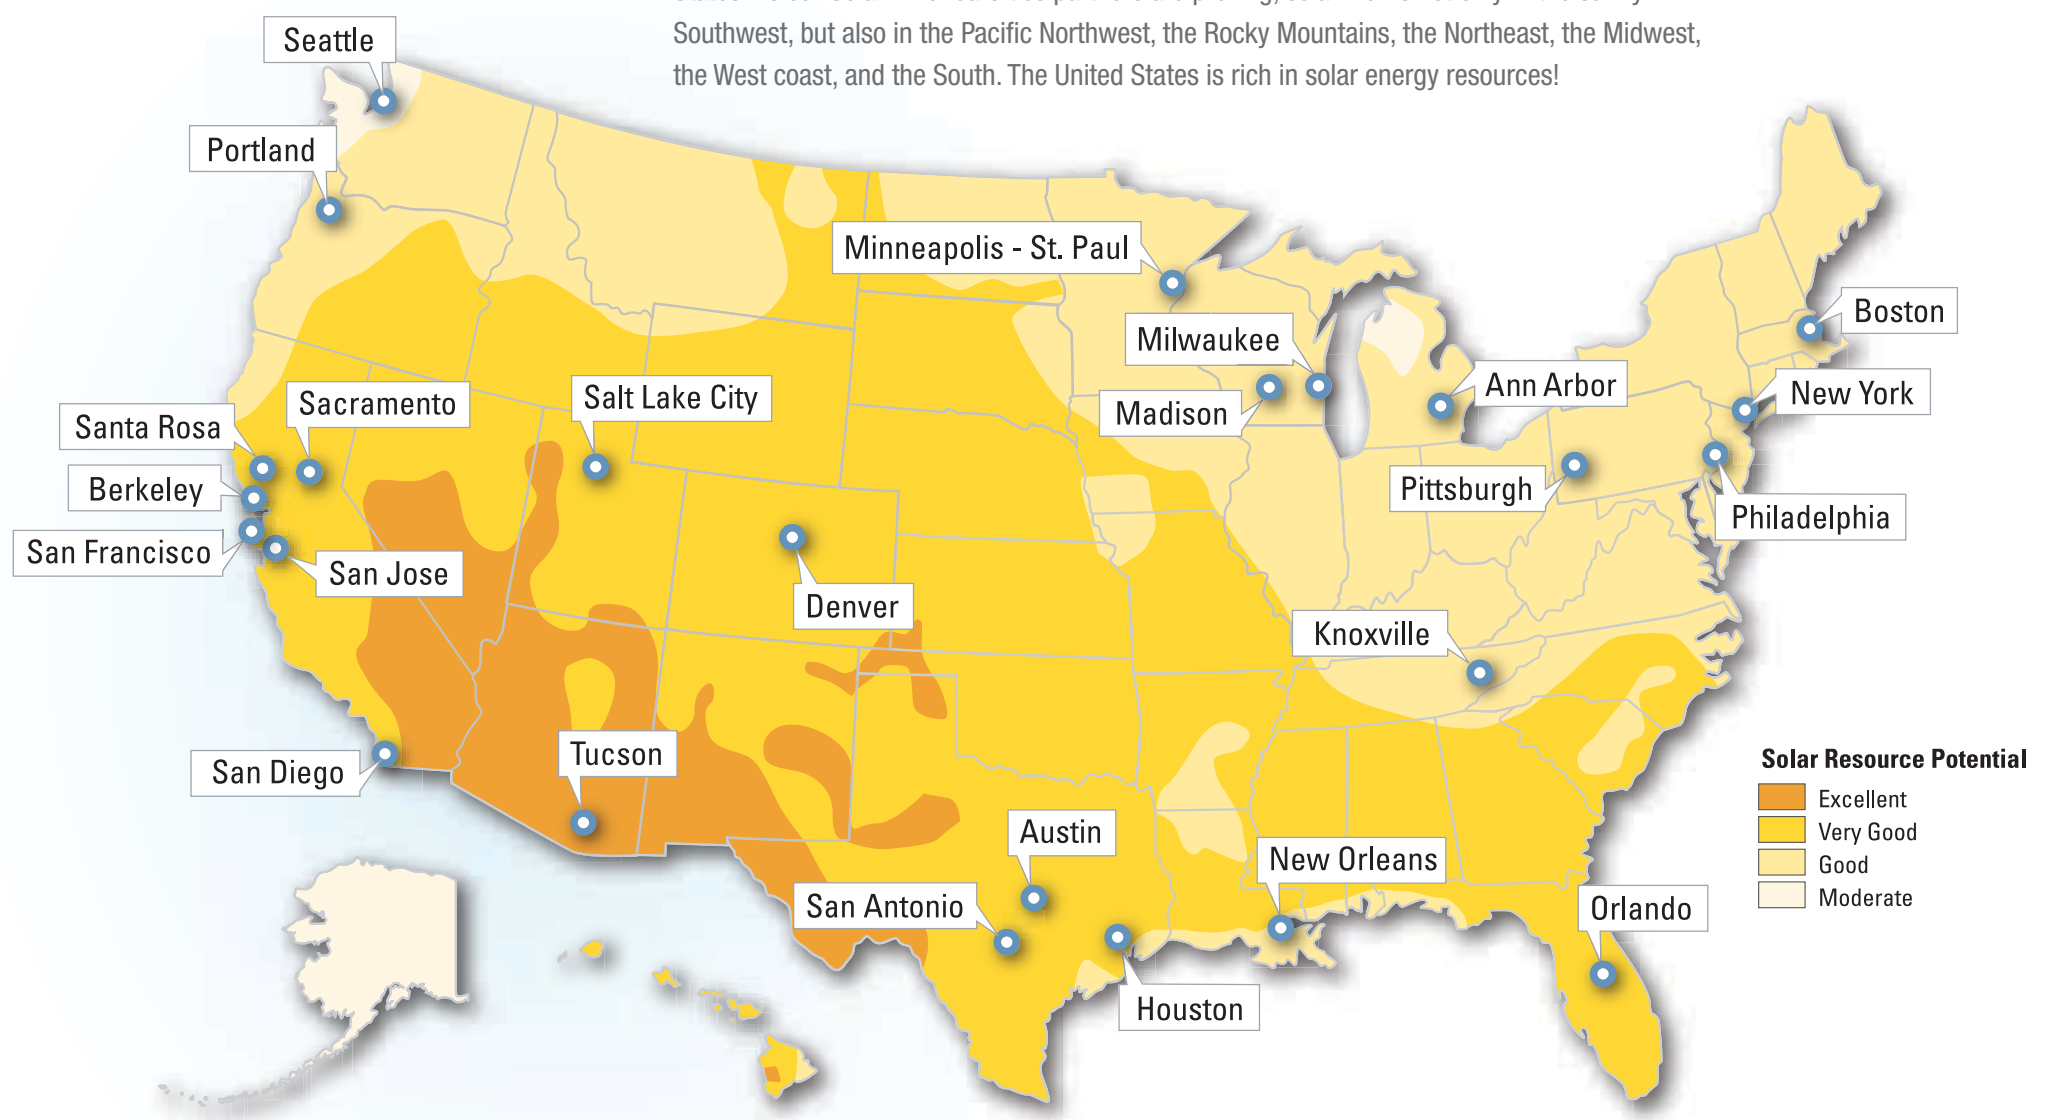 Southwest, but also in the Pacific Northwest, the Rocky Mountains, the Northeast, the Midwest,
the West coast, and the South. The United States is rich in solar energy resources!
Seattle
Portland
Minneapolis - St. Paul
Boston
Milwaukee
Ann Arbor
New York
Salt Lake City
Sacramento
Madison
Santa Rosa
Berkeley
Pittsburgh
Philadelphia
San Francisco
San Jose
Denver
Knoxville
Tucson
San Diego
Solar Resource Potential
Excellent
Very Good
Good
Moderate
Austin
New Orleans
San Antonio
Orlando
Houston